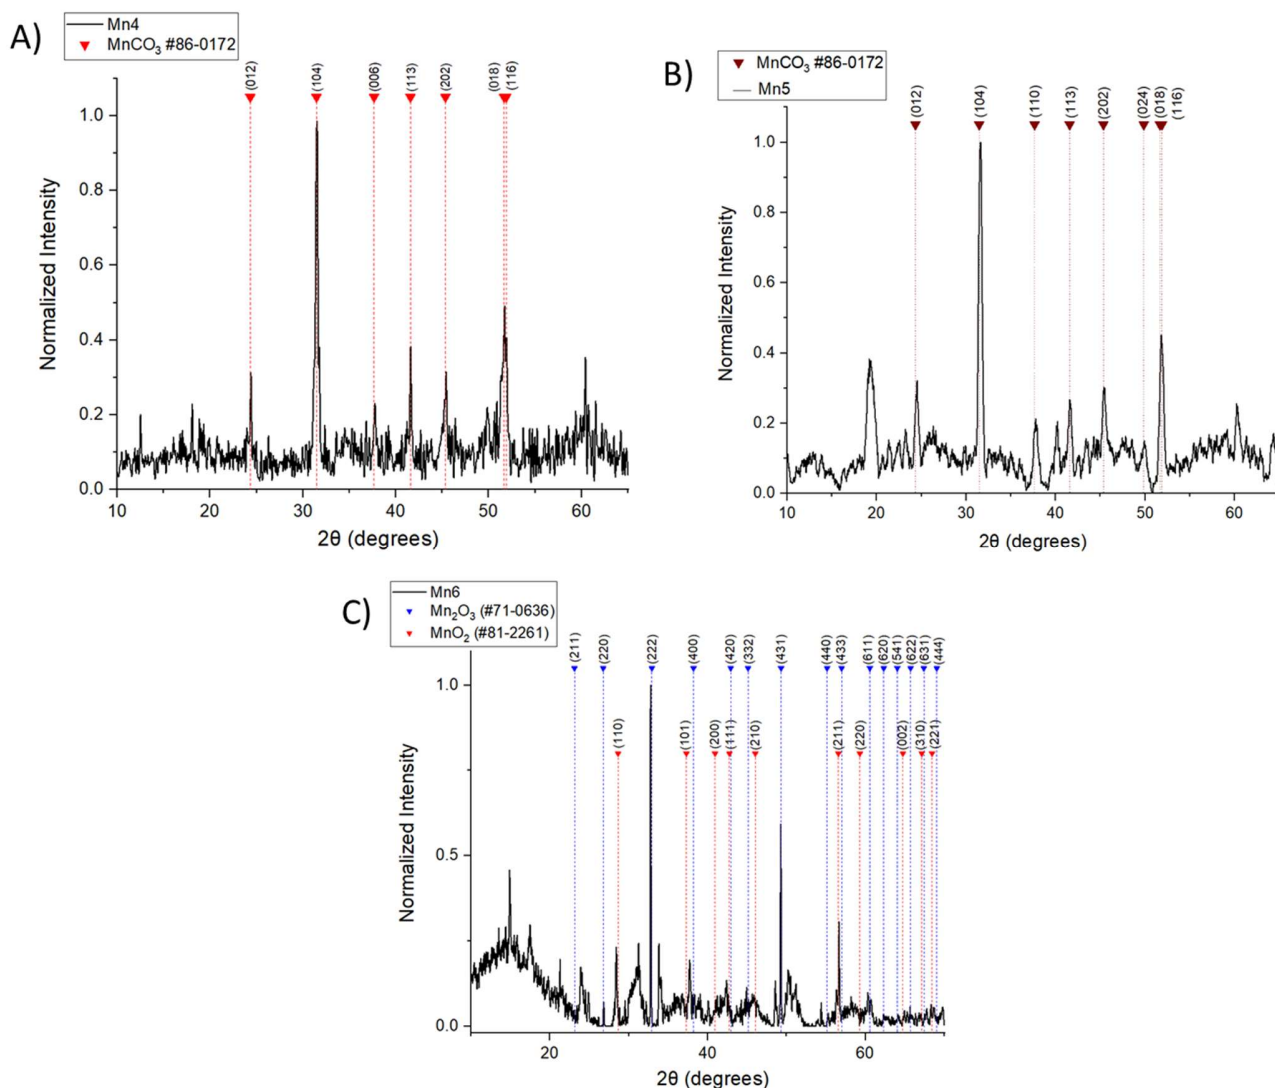 A)
Mn4
MnCO₃ #86-0172
(012)
(104)
(006)
(113)
(202)
(018)
(116)
1.0
0.8
0.6
0.4
0.2
0.0
Normalized Intensity
10 20 30 40 50 60
2θ (degrees)
B)
MnCO₃ #86-0172
Mn5
(012)
(104)
(110)
(113)
(202)
(024)
(018)
(116)
1.0
0.8
0.6
0.4
0.2
0.0
Normalized Intensity
10 20 30 40 50 60
2θ (degrees)
C)
Mn6
Mn₂O₃ (#71-0636)
MnO₂ (#81-2261)
(211)
(220)
(222)
(400)
(420)
(332)
(431)
(440)
(433)
(611)
(620)
(541)
(622)
(631)
(444)
(110)
(101)
(200)
(111)
(210)
(211)
(220)
(002)
(310)
(221)
1.0
0.5
0.0
Normalized Intensity
20 40 60
2θ (degrees)